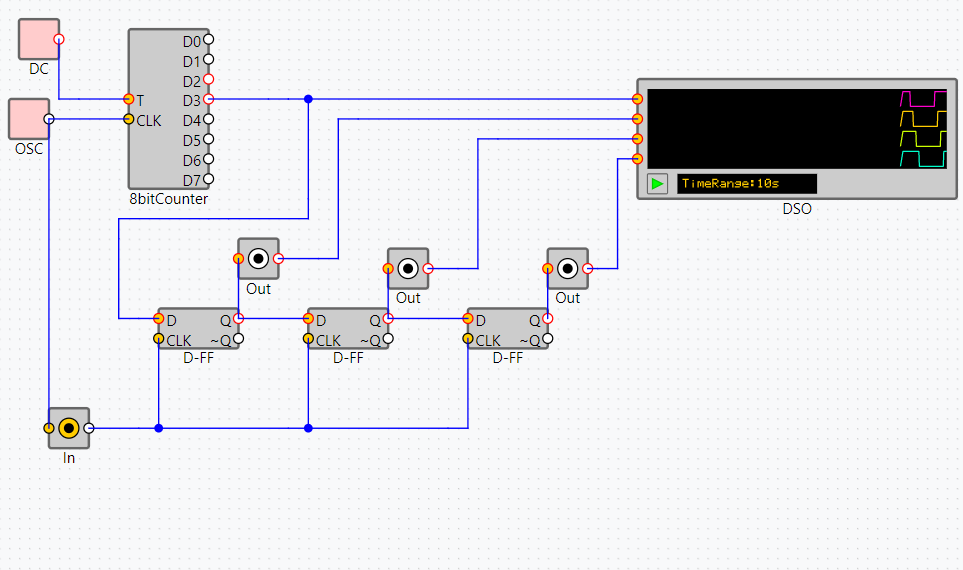 DC
OSC
T
CLK
D0
D1
D2
D3
D4
D5
D6
D7
8bitCounter
TimeRange:10s
DSO
Out
Out
Out
D Q
CLK ~Q
D-FF
D Q
CLK ~Q
D-FF
D Q
CLK ~Q
D-FF
In